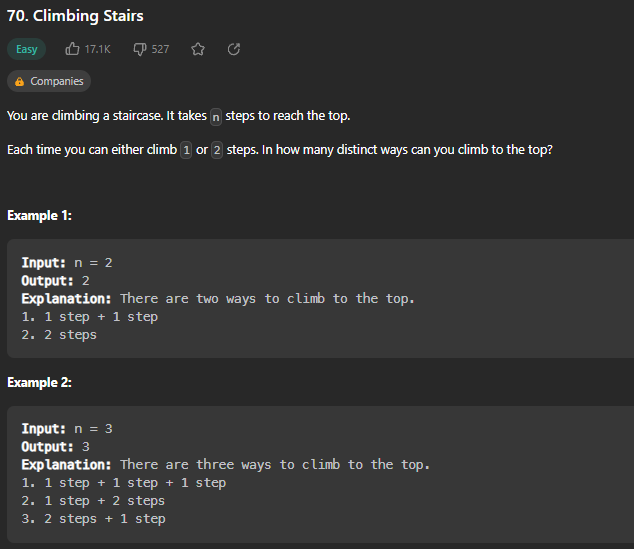 70. Climbing Stairs
Easy 17.1K 527
Companies
You are climbing a staircase. It takes n steps to reach the top.
Each time you can either climb 1 or 2 steps. In how many distinct ways can you climb to the top?
Example 1:
Input: n = 2
Output: 2
Explanation: There are two ways to climb to the top.
1. 1 step + 1 step
2. 2 steps
Example 2:
Input: n = 3
Output: 3
Explanation: There are three ways to climb to the top.
1. 1 step + 1 step + 1 step
2. 1 step + 2 steps
3. 2 steps + 1 step